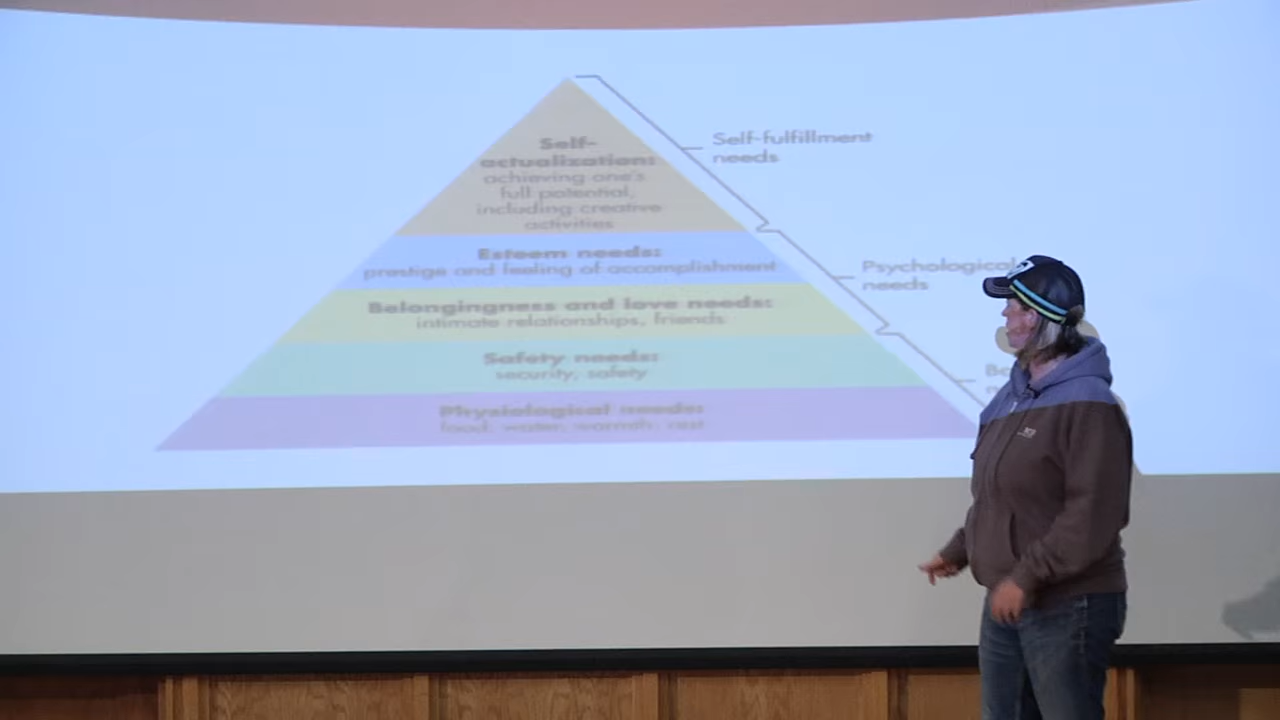 Self-
actualization:
achieving one's
full potential,
including creative
activities
Self-fulfillment
needs
Esteem needs:
prestige and feeling of accomplishment
Psychological
needs
Belongingness and love needs:
intimate relationships, friends
Safety needs:
security, safety
Physiological needs:
food, water, warmth, rest